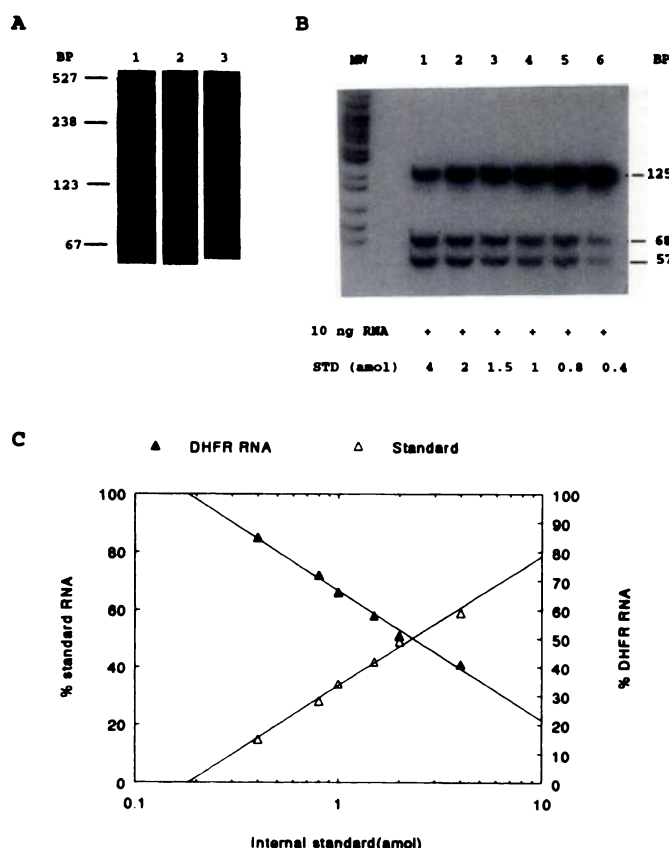 A
BP 1 2 3
527
238
123
67
B
MW 1 2 3 4 5 6 BP
125
68
57
10 ng RNA + + + + + +
STD (amol) 4 2 1.5 1 0.8 0.4
C
DHFR RNA Standard
100 100
90
80 80
70
60 60
50
40 40
30
20 20
10
0 0
% standard RNA
% DHFR RNA
0.1 1 10
Internal standard(amol)